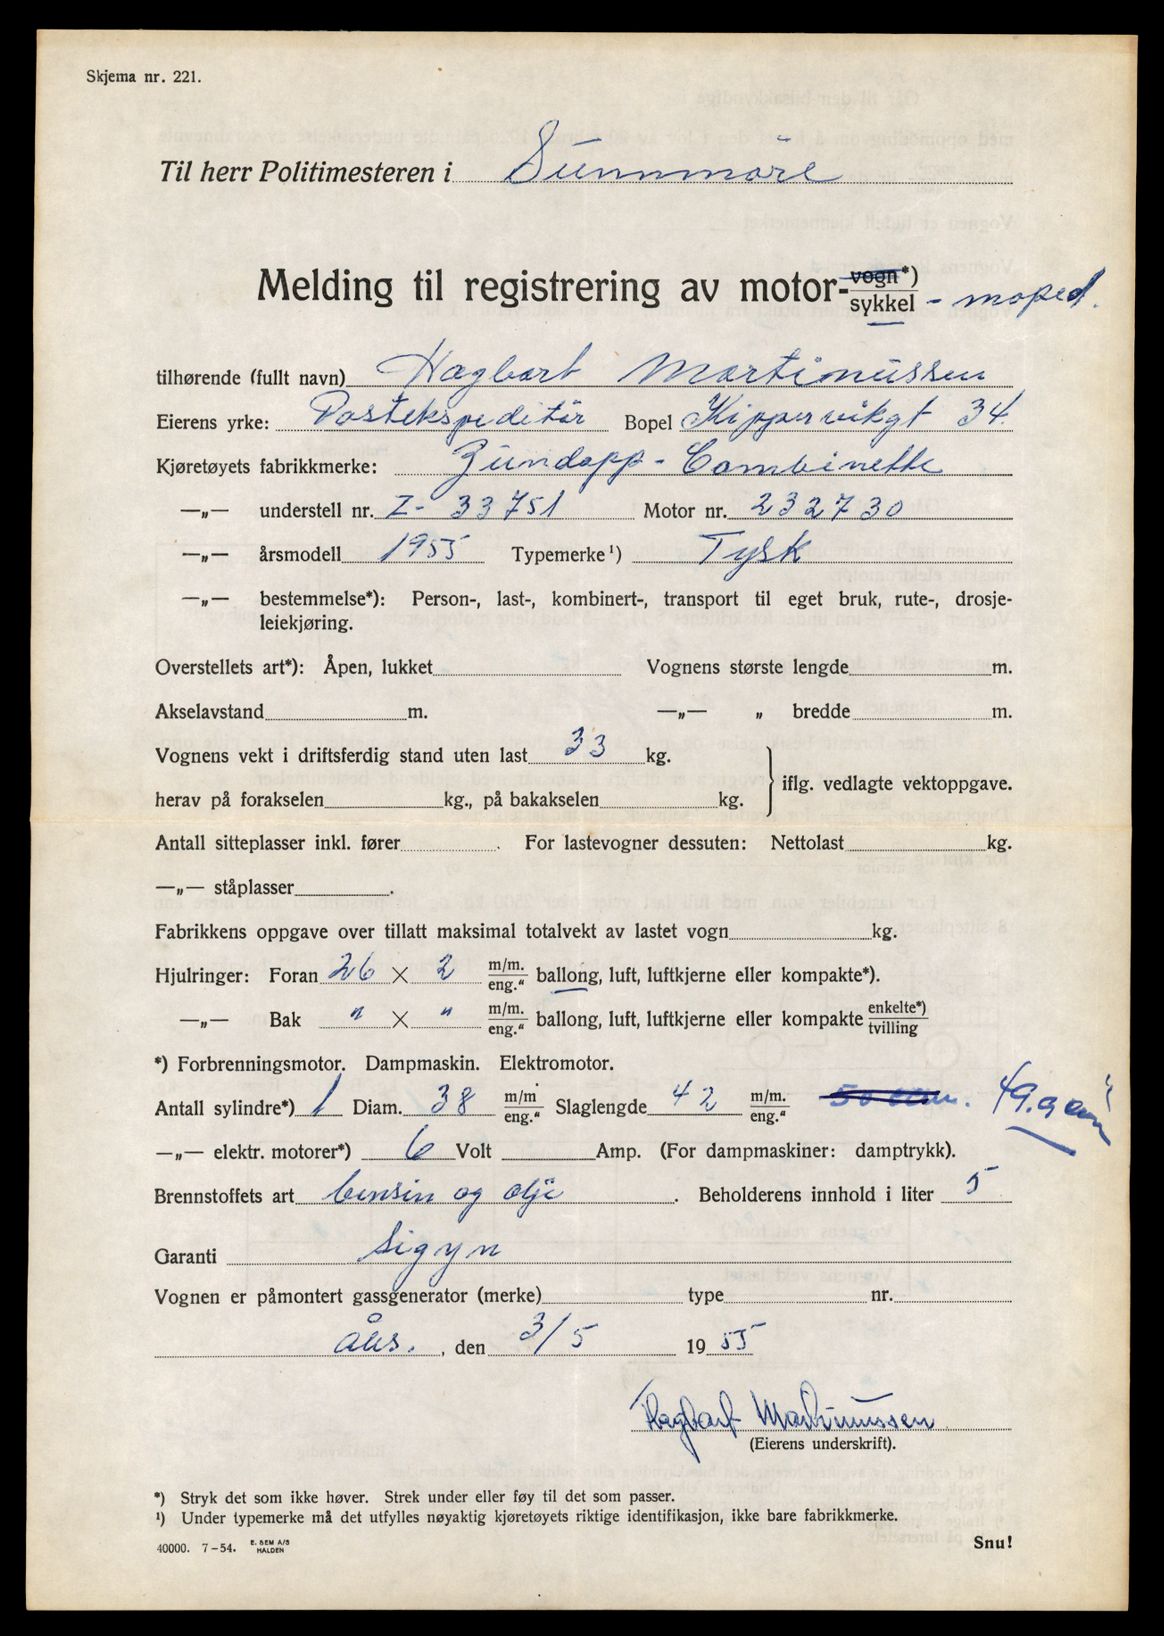 Skjema nr. 221.
Til herr Politimesteren i Sunnmöre
Melding til registrering av motor- vogn*) sykkel - moped.
tilhørende (fullt navn) Hagbart Martinussen
Eierens yrke: Postekspeditör Bopel Kippervikgt 34.
Kjøretøyets fabrikkmerke: Zündapp - Combinette
—„— understell nr. Z- 33751 Motor nr. 232730
—„— årsmodell 1955 Typemerke¹) Tysk
—„— bestemmelse*): Person-, last-, kombinert-, transport til eget bruk, rute-, drosje-
leiekjøring.
Overstellets art*): Åpen, lukket Vognens største lengde m.
Akselavstand m. —„— „ bredde m.
Vognens vekt i driftsferdig stand uten last 33 kg.
iflg. vedlagte vektoppgave.
herav på forakselen kg., på bakakselen kg.
Antall sitteplasser inkl. fører . For lastevogner dessuten: Nettolast kg.
—„— ståplasser .
Fabrikkens oppgave over tillatt maksimal totalvekt av lastet vogn kg.
Hjulringer: Foran 26 × 2 m/m. eng." ballong, luft, luftkjerne eller kompakte*).
—„— Bak " × " m/m. eng." ballong, luft, luftkjerne eller kompakte enkelte*) tvilling
*) Forbrenningsmotor. Dampmaskin. Elektromotor.
Antall sylindre*) 1 Diam. 38 m/m eng." Slaglengde 42 m/m. eng." 50 ccm. 49.9 cm³
—„— elektr. motorer*) 6 Volt Amp. (For dampmaskiner: damptrykk).
Brennstoffets art bensin og olje . Beholderens innhold i liter 5
Garanti Sigyn
Vognen er påmontert gassgenerator (merke) type nr.
Åls. , den 3/5 19 55
Hagbart Martinussen
(Eierens underskrift).
*) Stryk det som ikke høver. Strek under eller føy til det som passer.
¹) Under typemerke må det utfylles nøyaktig kjøretøyets riktige identifikasjon, ikke bare fabrikkmerke.
40000. 7-54. E. SEM A/S HALDEN
Snu!